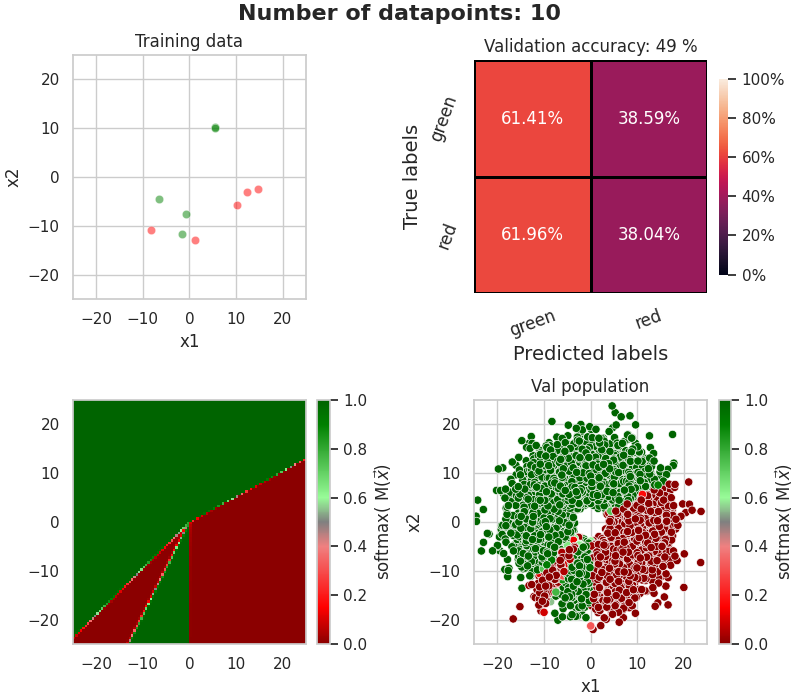 Number of datapoints: 10
Training data
20
10
0
−10
−20
x2
−20 −10 0 10 20
x1
Validation accuracy: 49 %
True labels
green
red
61.41% 38.59%
61.96% 38.04%
green red
Predicted labels
100%
80%
60%
40%
20%
0%
20
10
0
−10
−20
−20 −10 0 10 20
1.0
0.8
0.6
0.4
0.2
0.0
softmax( M(x⃗)
Val population
20
10
0
−10
−20
x2
−20 −10 0 10 20
x1
1.0
0.8
0.6
0.4
0.2
0.0
softmax( M(x⃗)